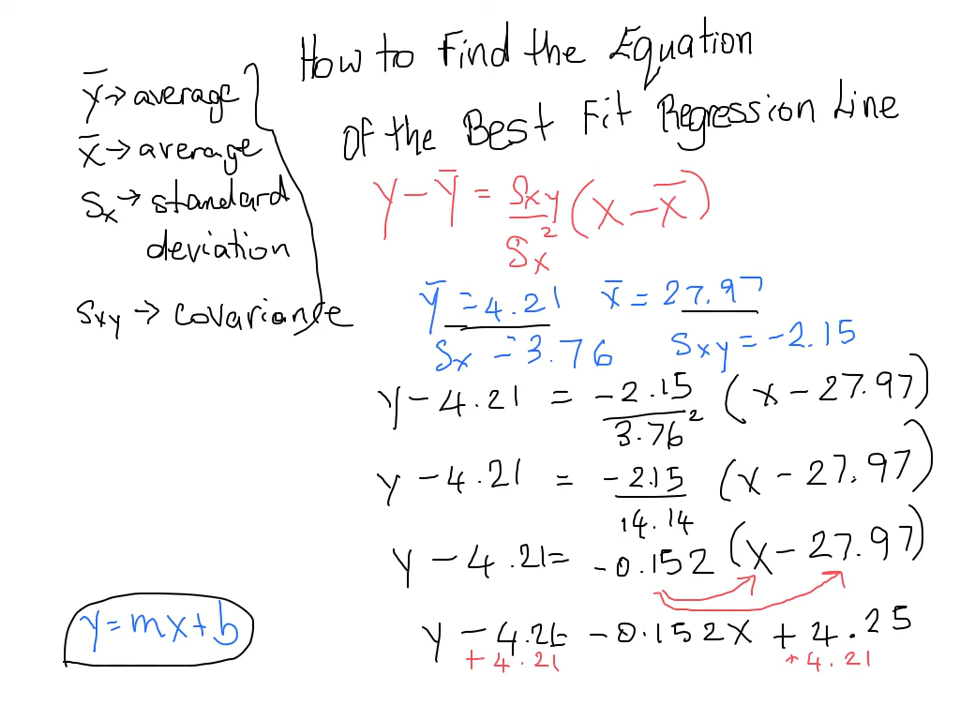 How to Find the Equation
Of the Best Fit Regression Line
ȳ → average
x̄ → average
Sx → standard
deviation
Sxy → covariance
y - ȳ = Sxy/Sx² (x - x̄)
ȳ = 4.21 x̄ = 27.97
Sx = 3.76 Sxy = -2.15
y - 4.21 = -2.15/3.76² (x - 27.97)
y - 4.21 = -2.15/14.14 (x - 27.97)
y - 4.21 = -0.152 (x - 27.97)
y - 4.21 = -0.152x + 4.25
+ 4.21 + 4.21
y = mx + b